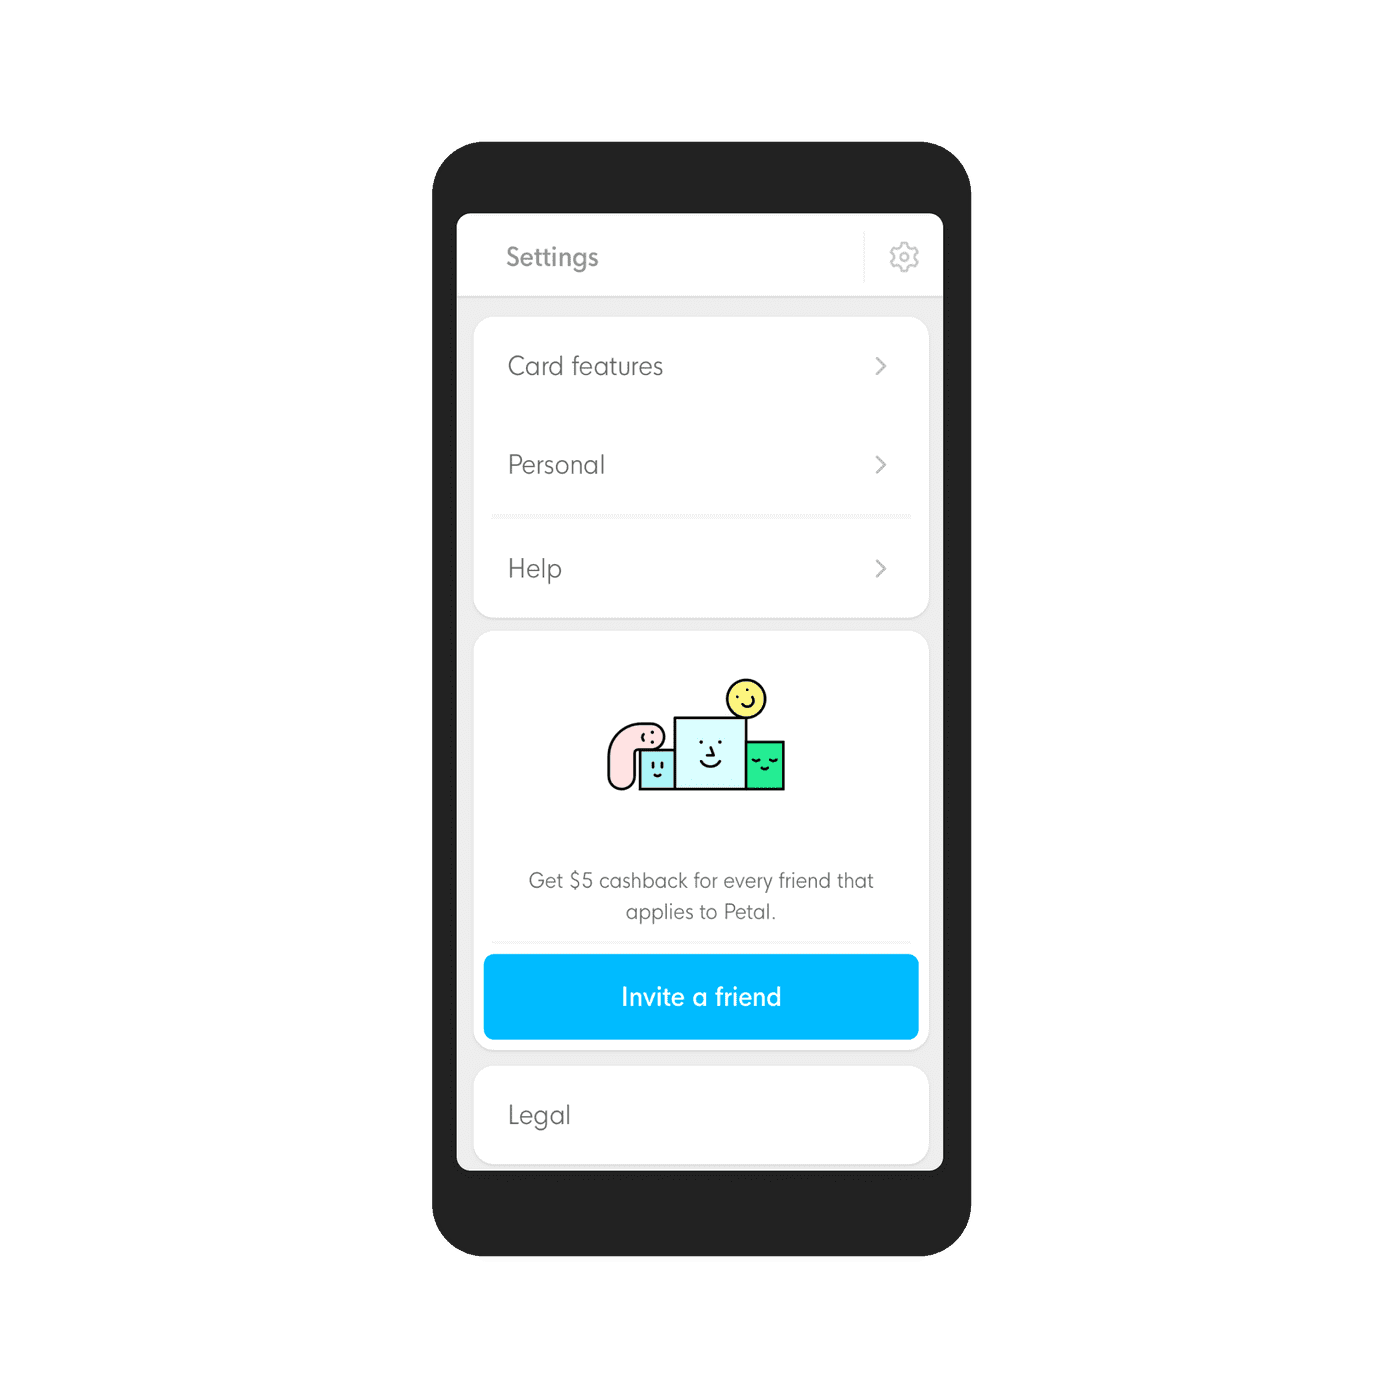 Settings
Card features
Personal
Help
Get $5 cashback for every friend that
applies to Petal.
Invite a friend
Legal